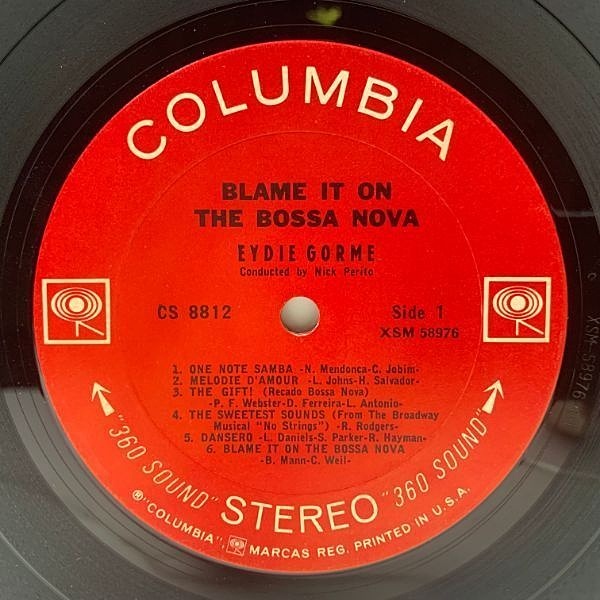 COLUMBIA
BLAME IT ON
THE BOSSA NOVA
EYDIE GORME
Conducted by Nick Perito
CS 8812
Side 1
XSM 58976
1. ONE NOTE SAMBA -N. Mendonca-C. Jobim-
2. MELODIE D'AMOUR -L. Johns-H. Salvador-
3. THE GIFT! (Recado Bossa Nova)
-P. F. Webster-D. Ferreira-L. Antonio-
4. THE SWEETEST SOUNDS (From The Broadway
Musical "No Strings") -R. Rodgers-
5. DANSERO -L. Daniels-S. Parker-R. Hayman-
6. BLAME IT ON THE BOSSA NOVA
-B. Mann-C. Weil-
"360 SOUND" STEREO "360 SOUND"
® "COLUMBIA", MARCAS REG. PRINTED IN U.S.A.
XSM-58976